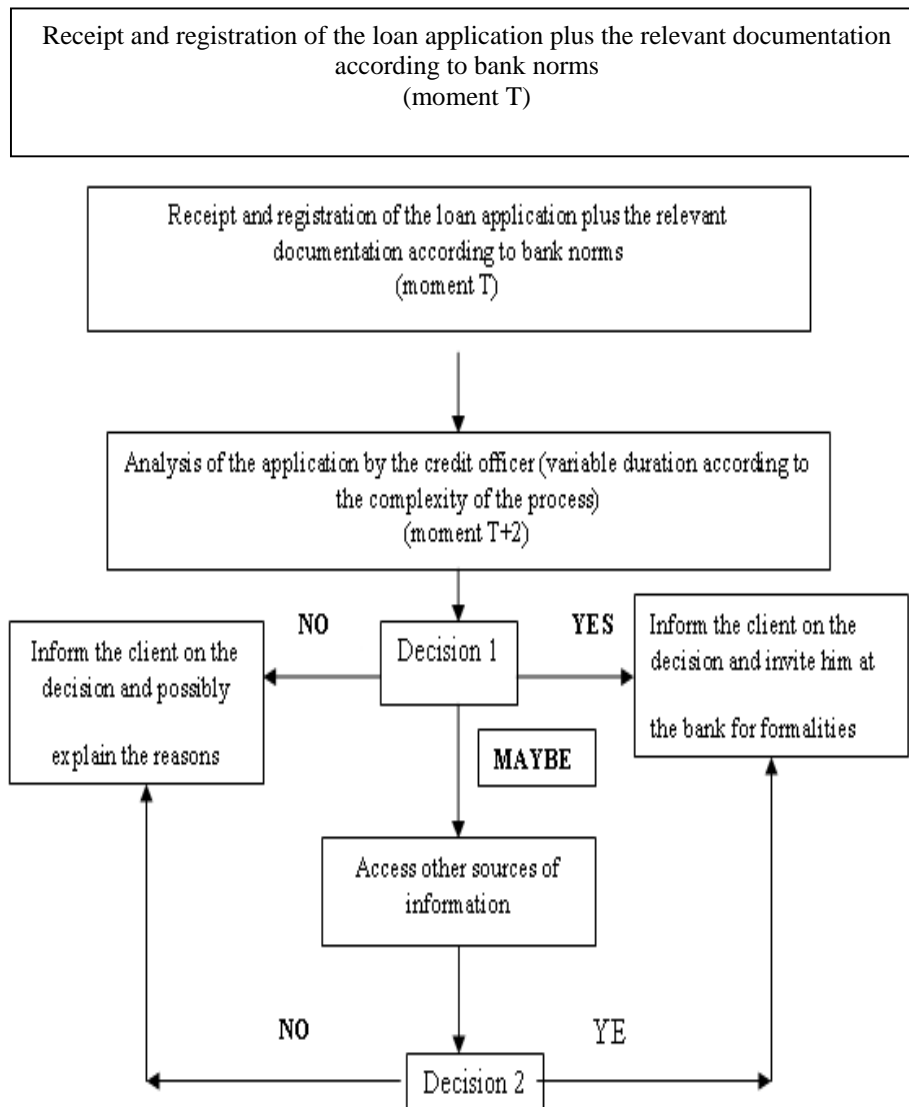 Receipt and registration of the loan application plus the relevant documentation
according to bank norms
(moment T)
Receipt and registration of the loan application plus the relevant
documentation according to bank norms
(moment T)
Analysis of the application by the credit officer (variable duration according to
the complexity of the process)
(moment T+2)
NO
YES
Decision 1
Inform the client on the
decision and possibly
explain the reasons
Inform the client on the
decision and invite him at
the bank for formalities
MAYBE
Access other sources of
information
NO
YE
Decision 2